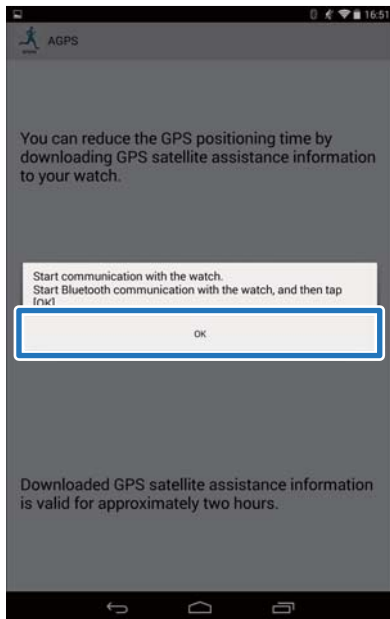 16:51
AGPS
You can reduce the GPS positioning time by
downloading GPS satellite assistance information
to your watch.
Start communication with the watch.
Start Bluetooth communication with the watch, and then tap
[OK]
OK
Downloaded GPS satellite assistance information
is valid for approximately two hours.